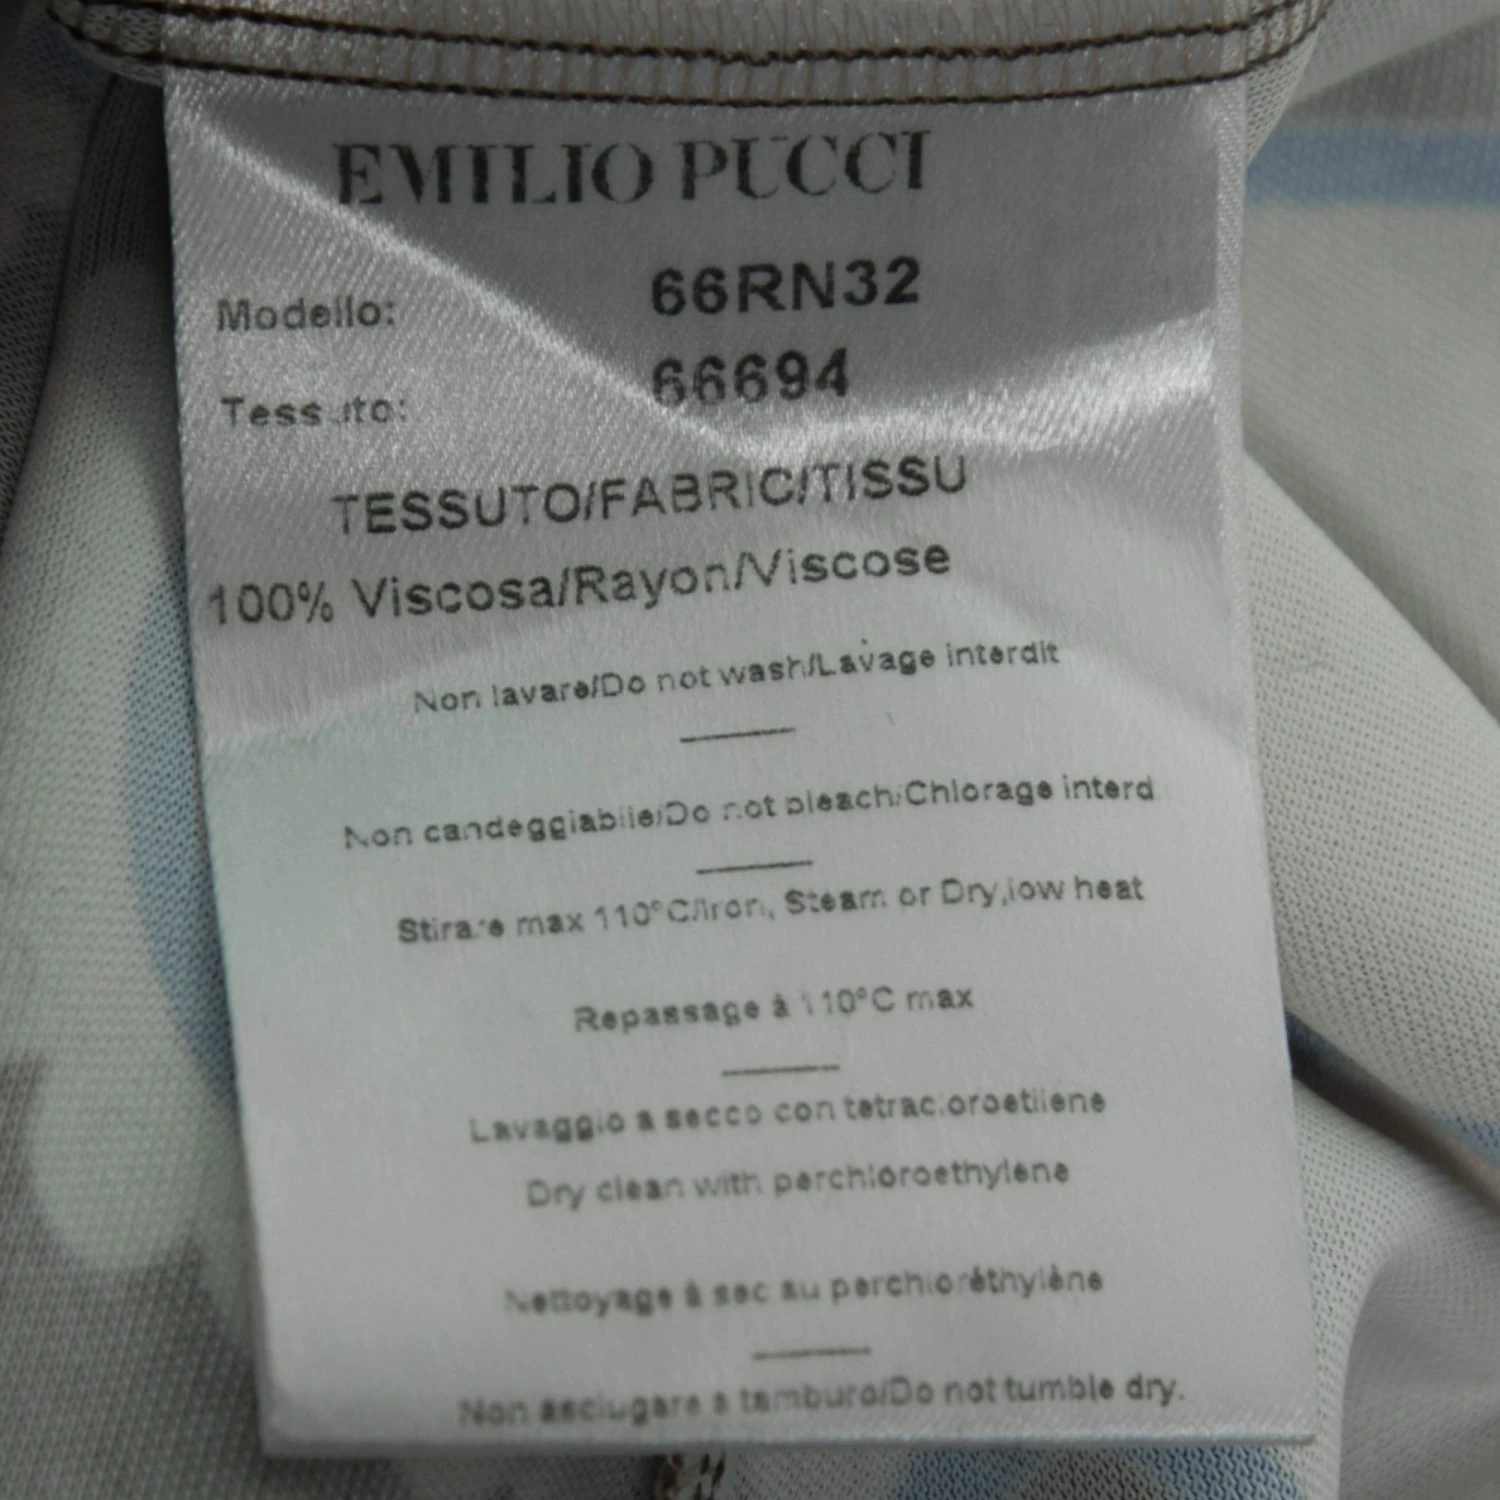 EMILIO PUCCI
Modello: 66RN32
Tessuto: 66694
TESSUTO/FABRIC/TISSU
100% Viscosa/Rayon/Viscose
Non lavare/Do not wash/Lavage interdit
Non candeggiabile/Do not bleach/Chlorage interd
Stirare max 110°C/Iron, Steam or Dry,low heat
Repassage à 110°C max
Lavaggio a secco con tetracloroetilene
Dry clean with perchloroethylene
Nettoyage à sec au perchloréthylène
Non asciugare a tamburo/Do not tumble dry.